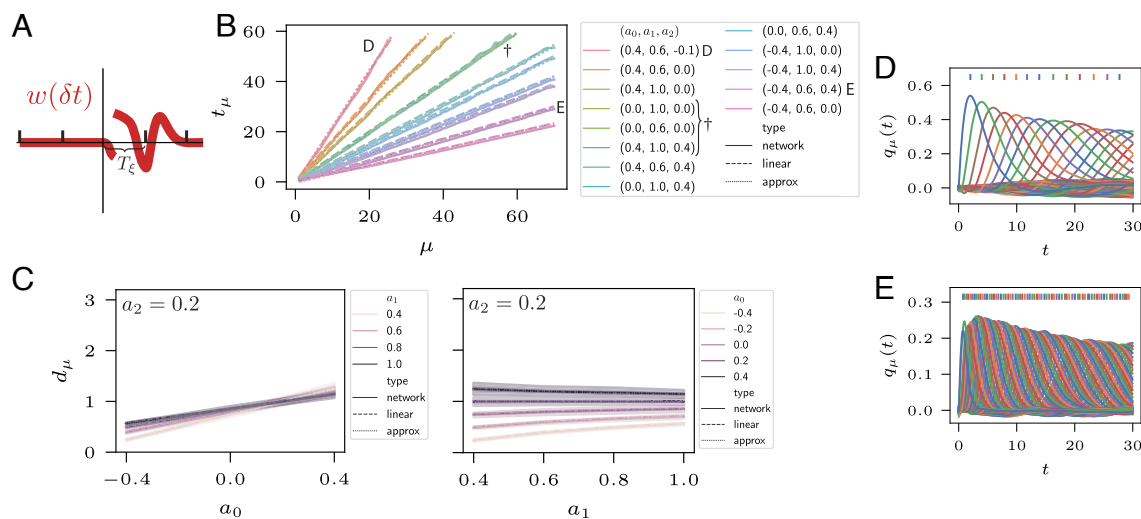 A
w(δt)
T_ξ
B
t_μ
60
40
20
0
D
†
E
0
20
40
60
μ
(a_0, a_1, a_2)
(0.4, 0.6, -0.1) D
(0.4, 0.6, 0.0)
(0.4, 1.0, 0.0)
(0.0, 1.0, 0.0)
(0.0, 0.6, 0.0)
†
(0.4, 1.0, 0.4)
(0.4, 0.6, 0.4)
(0.0, 1.0, 0.4)
(0.0, 0.6, 0.4)
(-0.4, 1.0, 0.0)
(-0.4, 1.0, 0.4)
(-0.4, 0.6, 0.4) E
(-0.4, 0.6, 0.0)
type
network
linear
approx
C
a_2 = 0.2
d_μ
3
2
1
0
−0.4
0.0
0.4
a_0
a_1
0.4
0.6
0.8
1.0
type
network
linear
approx
a_2 = 0.2
0.4
0.6
0.8
1.0
a_1
a_0
-0.4
-0.2
0.0
0.2
0.4
type
network
linear
approx
D
q_μ(t)
0.6
0.4
0.2
0.0
0
10
20
30
t
E
q_μ(t)
0.3
0.2
0.1
0.0
0
10
20
30
t